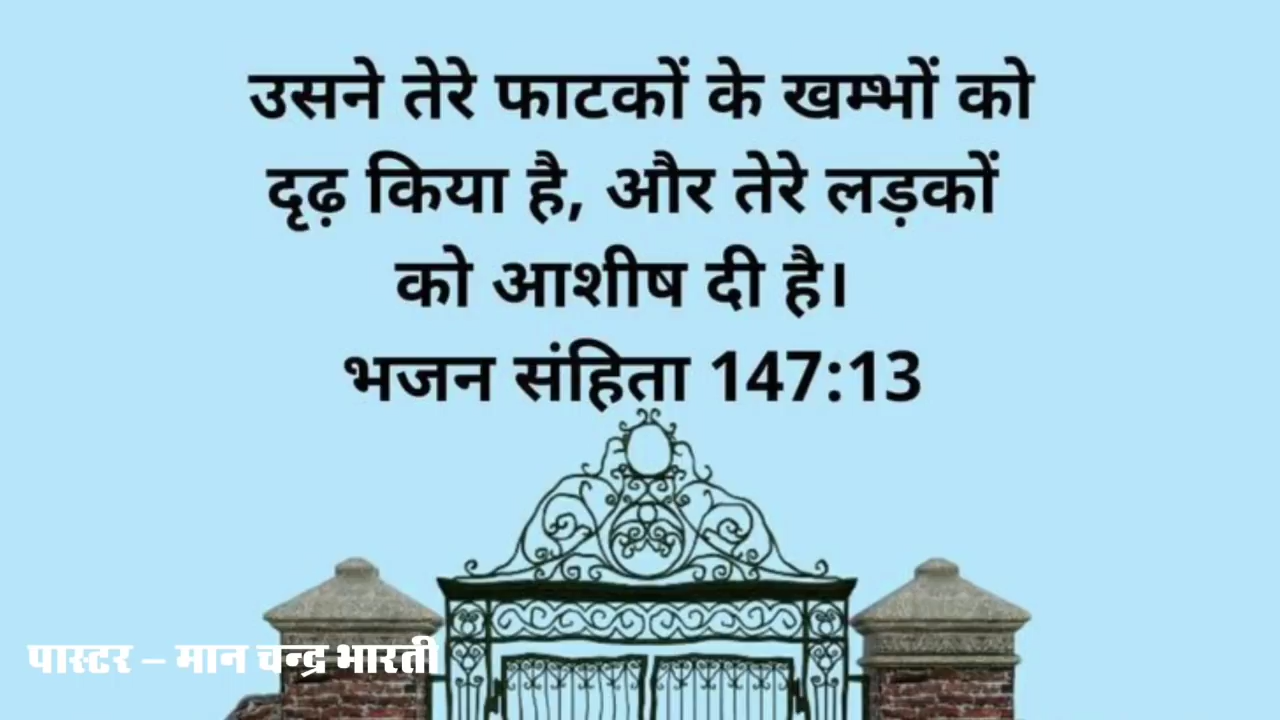 उसने तेरे फाटकों के खम्भों को
दृढ़ किया है, और तेरे लड़कों
को आशीष दी है।
भजन संहिता 147:13
पास्टर – मान चन्द्र भारती